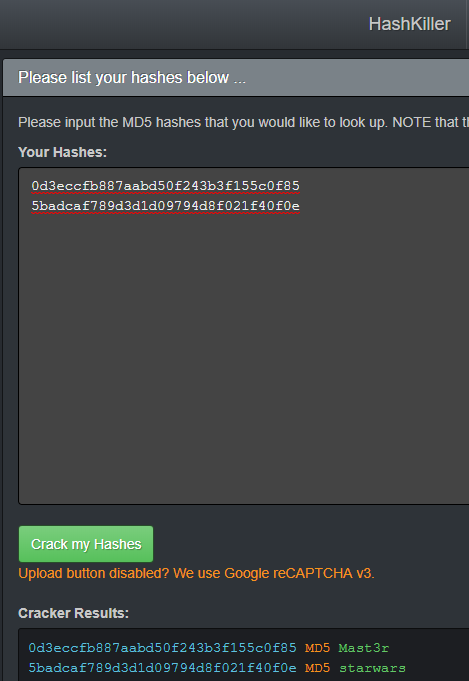 HashKiller
Please list your hashes below ...
Please input the MD5 hashes that you would like to look up. NOTE that
Your Hashes:
0d3eccfb887aabd50f243b3f155c0f85
5badcaf789d3d1d09794d8f021f40f0e
Crack my Hashes
Upload button disabled? We use Google reCAPTCHA v3.
Cracker Results:
0d3eccfb887aabd50f243b3f155c0f85 MD5 Mast3r
5badcaf789d3d1d09794d8f021f40f0e MD5 starwars